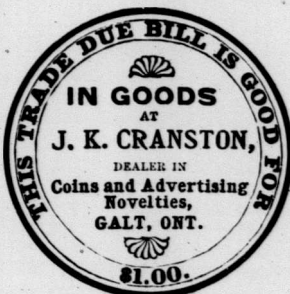 THIS TRADE DUE BILL IS GOOD FOR
IN GOODS
AT
J. K. CRANSTON,
DEALER IN
Coins and Advertising
Novelties,
GALT, ONT.
$1.00.